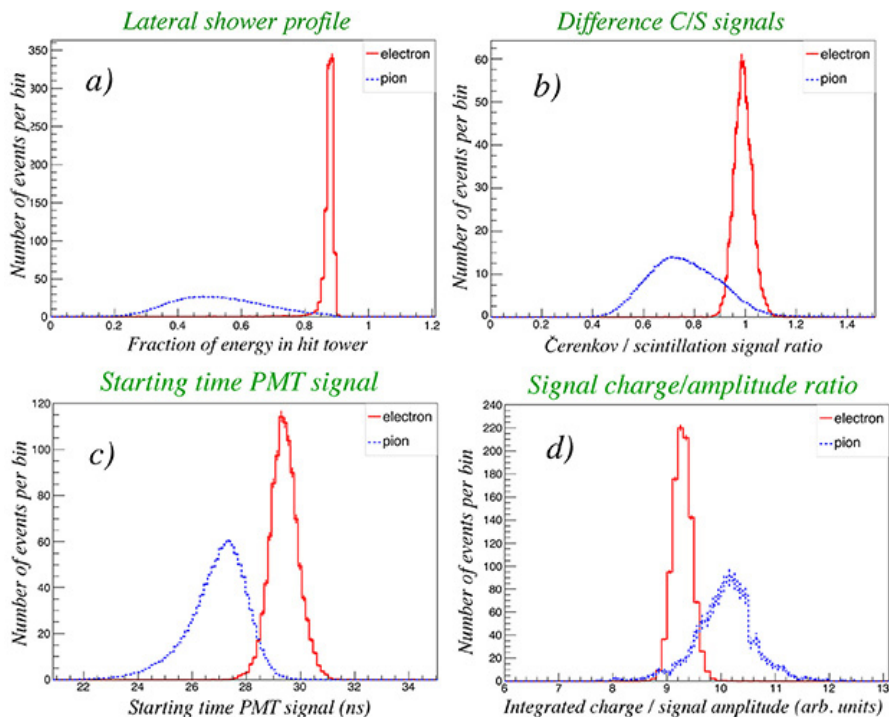 Lateral shower profile
Number of events per bin
350
300
250
200
150
100
50
0
a)
electron
pion
0 0.2 0.4 0.6 0.8 1 1.2
Fraction of energy in hit tower
Difference C/S signals
Number of events per bin
60
50
40
30
20
10
0
b)
electron
pion
0 0.2 0.4 0.6 0.8 1 1.2 1.4
Čerenkov / scintillation signal ratio
Starting time PMT signal
Number of events per bin
120
100
80
60
40
20
0
c)
electron
pion
22 24 26 28 30 32 34
Starting time PMT signal (ns)
Signal charge/amplitude ratio
Number of events per bin
240
220
200
180
160
140
120
100
80
60
40
20
0
d)
electron
pion
6 7 8 9 10 11 12 13
Integrated charge / signal amplitude (arb. units)